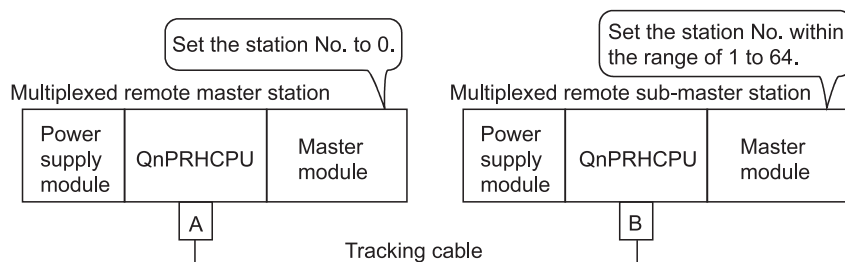 Set the station No. to 0.
Set the station No. within
the range of 1 to 64.
Multiplexed remote master station
Multiplexed remote sub-master station
Power
supply
module
QnPRHCPU
Master
module
Power
supply
module
QnPRHCPU
Master
module
A
B
Tracking cable